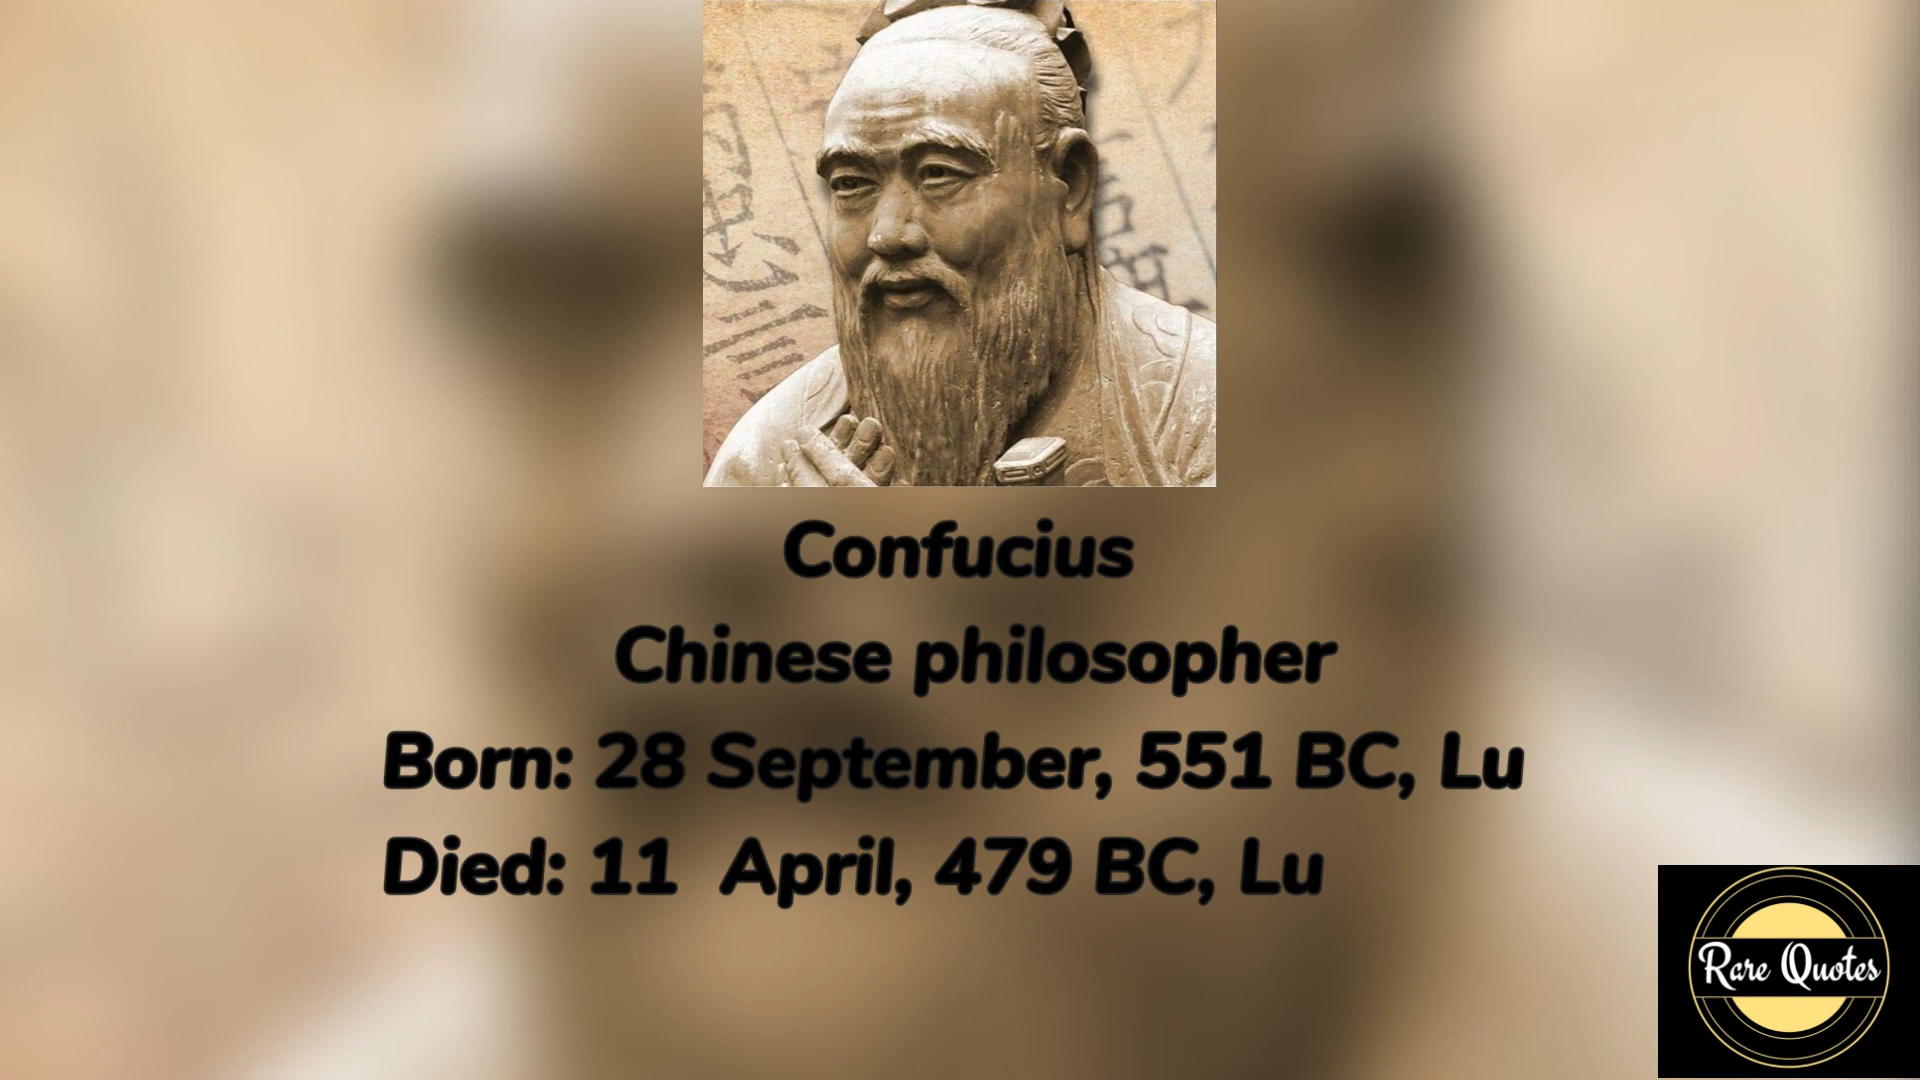 Confucius
Chinese philosopher
Born: 28 September, 551 BC, Lu
Died: 11  April, 479 BC, Lu
Rare Quotes